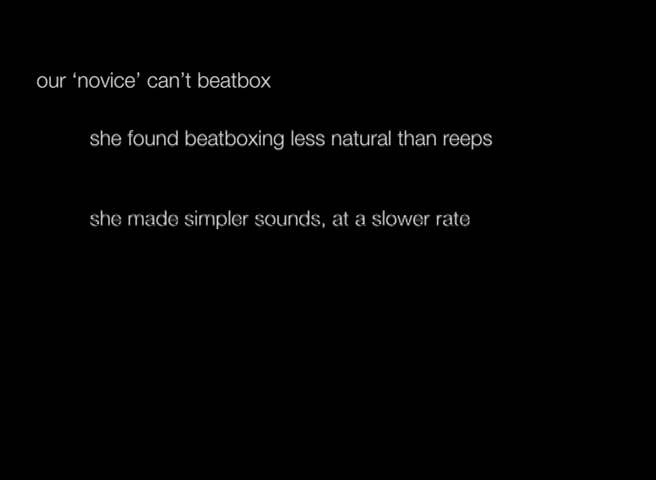 our ‘novice’ can’t beatbox
she found beatboxing less natural than reeps
she made simpler sounds, at a slower rate